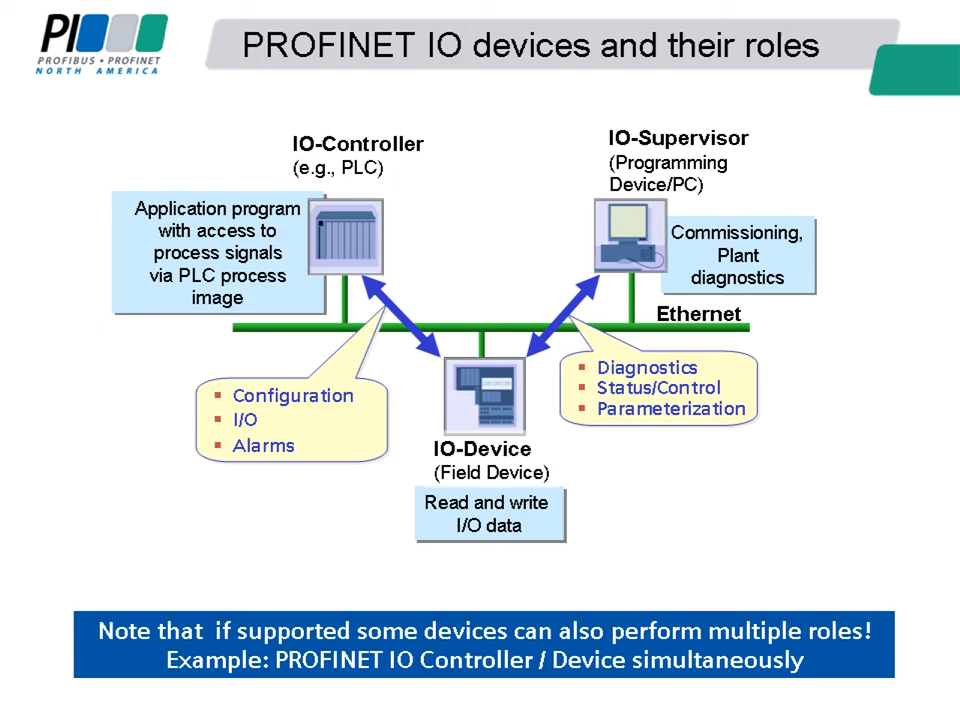 PI
PROFIBUS • PROFINET
NORTH AMERICA
PROFINET IO devices and their roles
IO-Controller
(e.g., PLC)
IO-Supervisor
(Programming
Device/PC)
Application program
with access to
process signals
via PLC process
image
Commissioning,
Plant
diagnostics
Ethernet
▪ Configuration
▪ I/O
▪ Alarms
▪ Diagnostics
▪ Status/Control
▪ Parameterization
IO-Device
(Field Device)
Read and write
I/O data
Note that if supported some devices can also perform multiple roles!
Example: PROFINET IO Controller / Device simultaneously